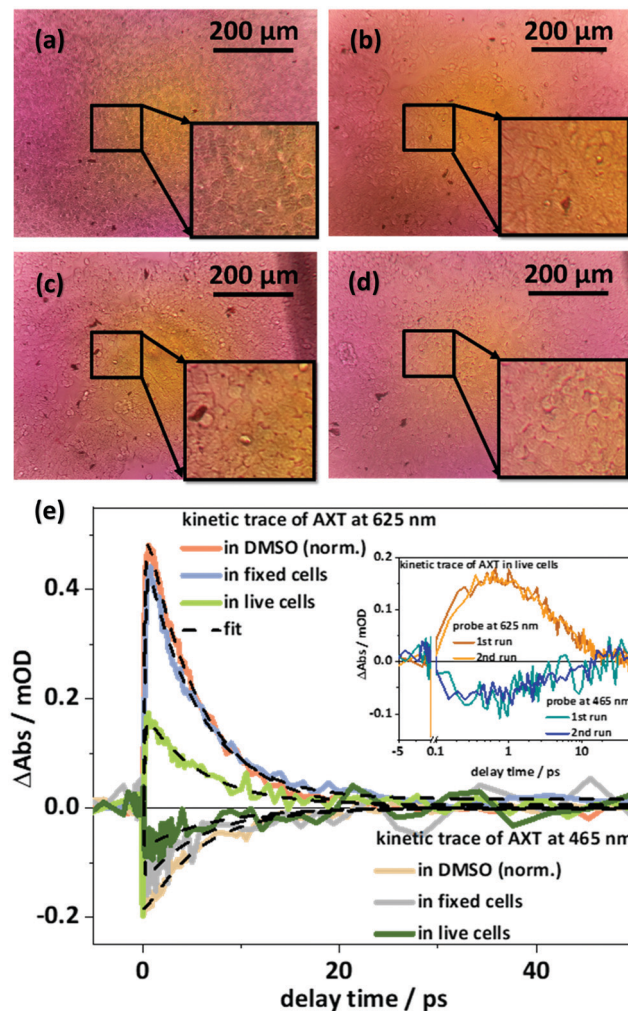 (a)
200 μm
(b)
200 μm
(c)
200 μm
(d)
200 μm
(e)
kinetic trace of AXT at 625 nm
in DMSO (norm.)
in fixed cells
in live cells
fit
0.4
0.2
0.0
-0.2
ΔAbs / mOD
0.2
0.1
0.0
-0.1
ΔAbs / mOD
kinetic trace of AXT in live cells
probe at 625 nm
1st run
2nd run
probe at 465 nm
1st run
2nd run
-5
0.1
1
10
delay time / ps
kinetic trace of AXT at 465 nm
in DMSO (norm.)
in fixed cells
in live cells
0
20
40
delay time / ps